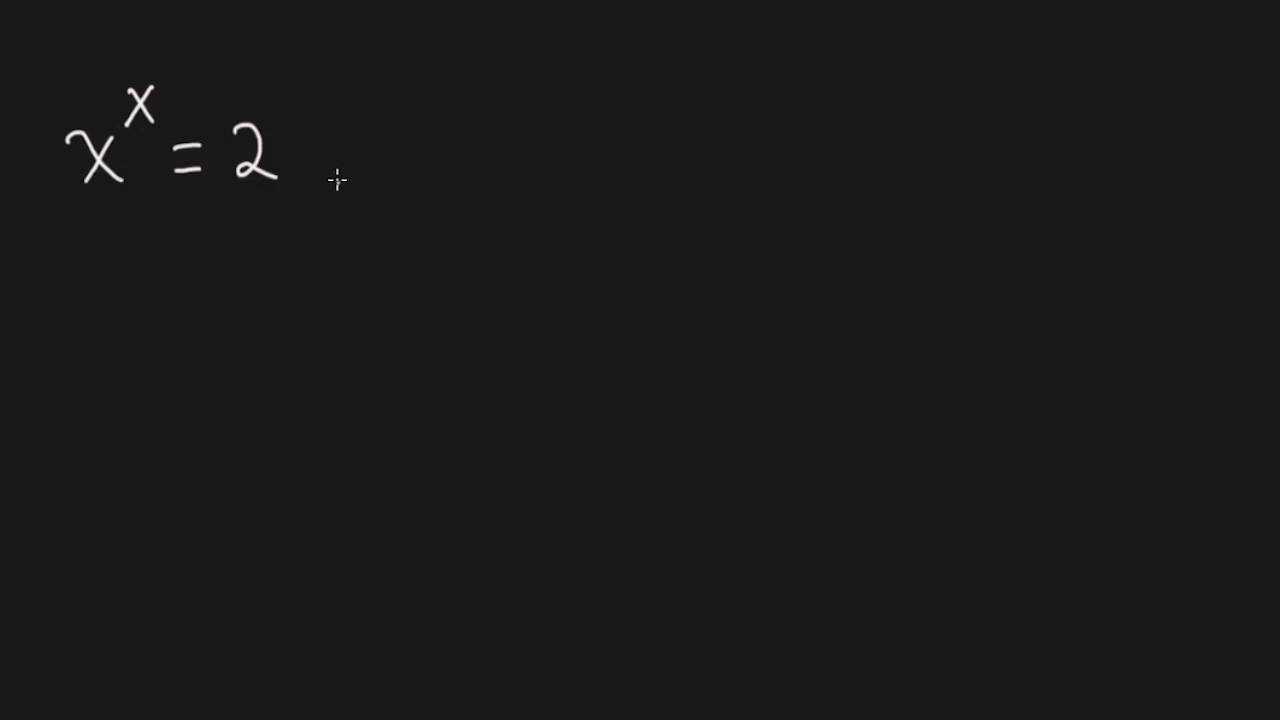 x^x = 2